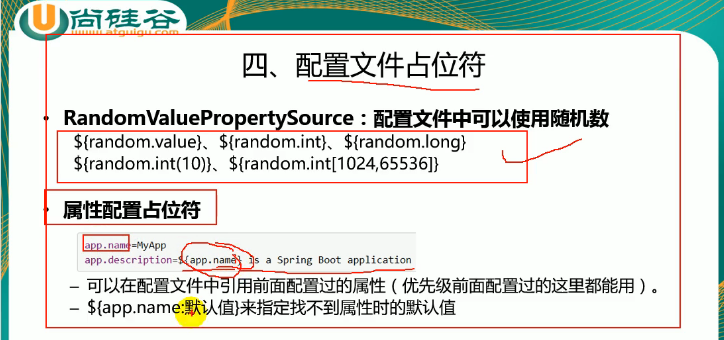 尚硅谷
www.atguigu.com
四、配置文件占位符
• RandomValuePropertySource：配置文件中可以使用随机数
${random.value}、${random.int}、${random.long}
${random.int(10)}、${random.int[1024,65536]}
• 属性配置占位符
app.name=MyApp
app.description=${app.name} is a Spring Boot application
– 可以在配置文件中引用前面配置过的属性（优先级前面配置过的这里都能用）。
– ${app.name:默认值}来指定找不到属性时的默认值